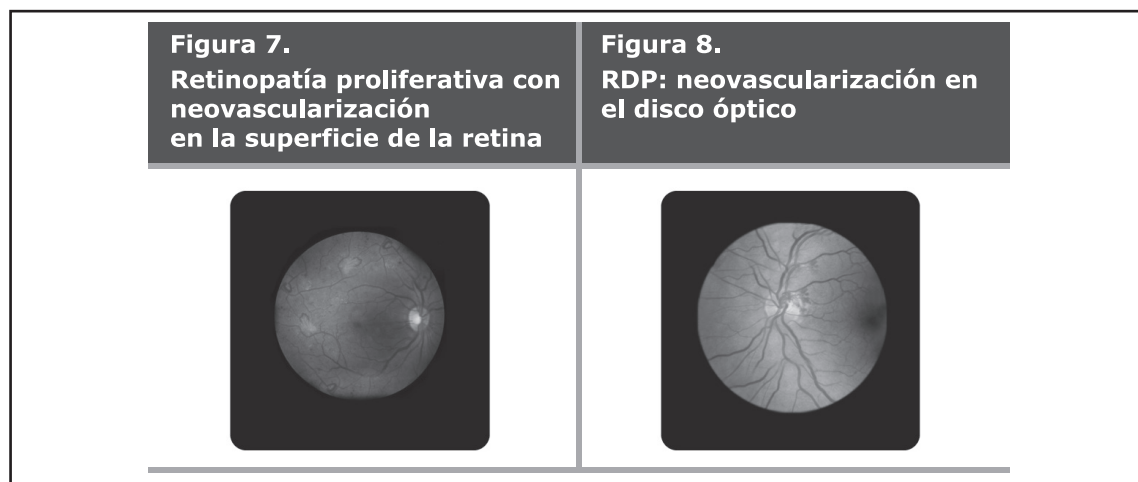 Figura 7.
Retinopatía proliferativa con
neovascularización
en la superficie de la retina
Figura 8.
RDP: neovascularización en
el disco óptico